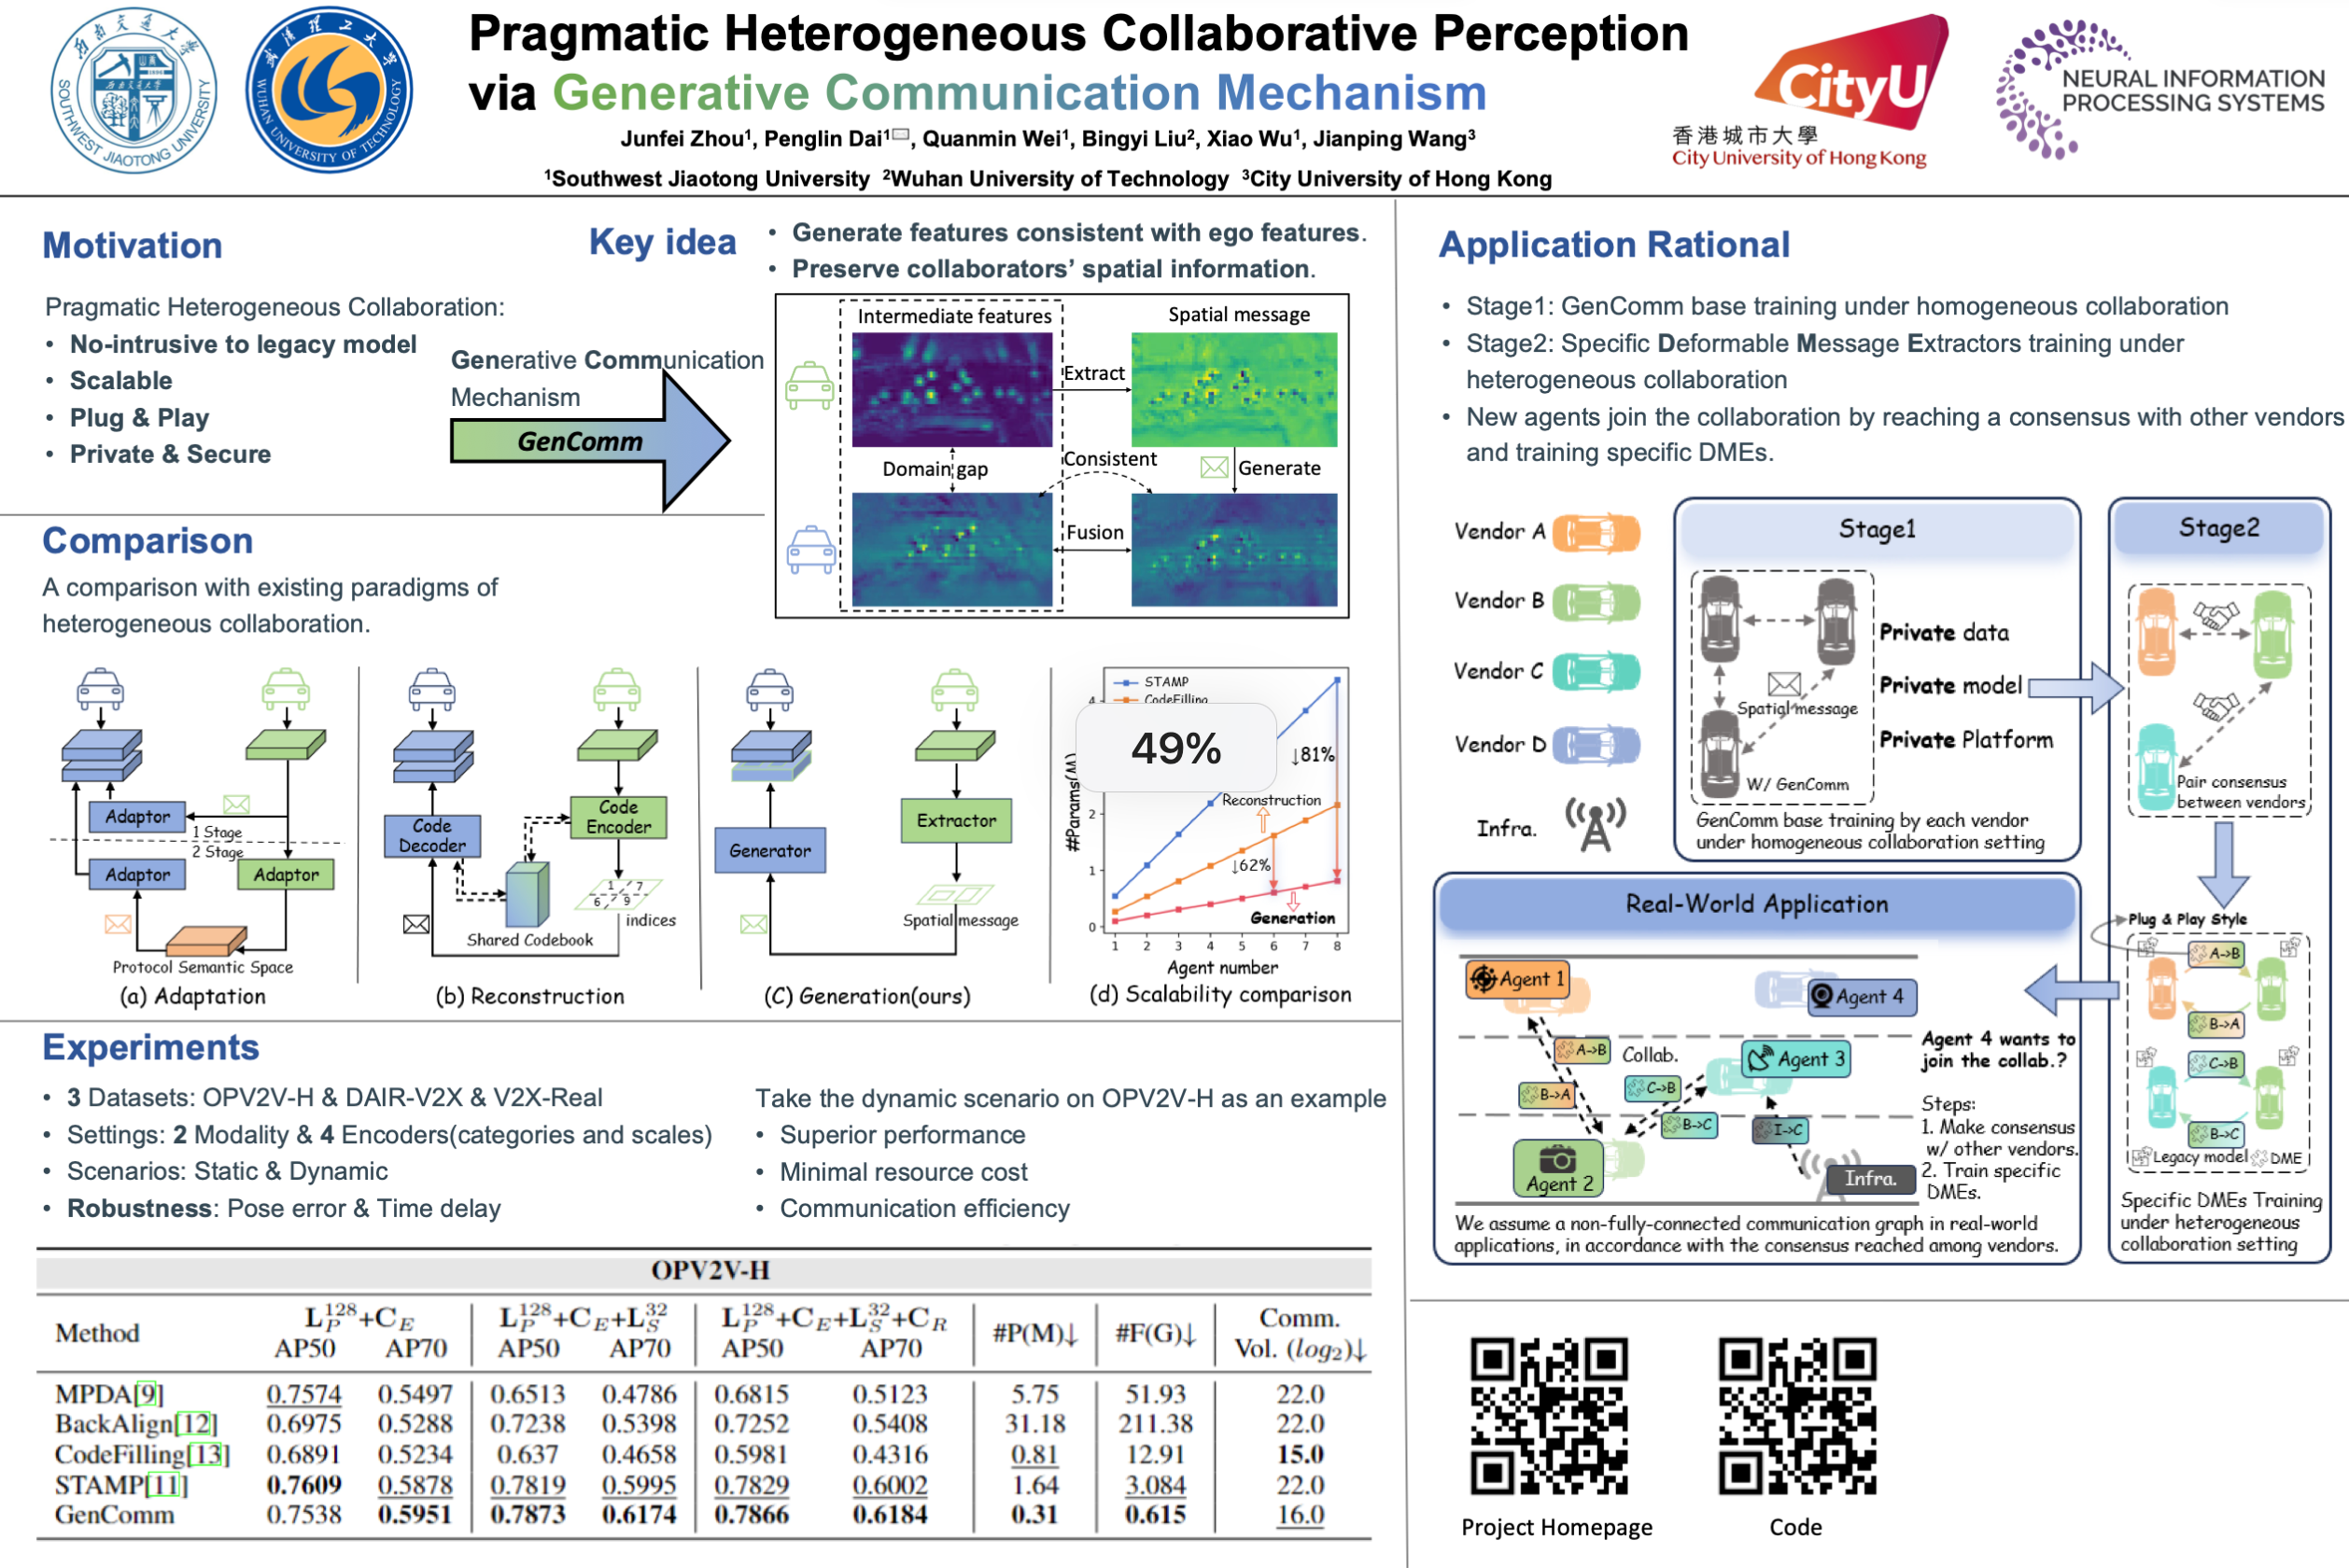 Pragmatic Heterogeneous Collaborative Perception
via Generative Communication Mechanism
Junfei Zhou¹, Penglin Dai¹✉, Quanmin Wei¹, Bingyi Liu², Xiao Wu¹, Jianping Wang³
¹Southwest Jiaotong University ²Wuhan University of Technology ³City University of Hong Kong
SOUTHWEST JIAOTONG UNIVERSITY
WUHAN UNIVERSITY OF TECHNOLOGY
CityU
香港城市大學
City University of Hong Kong
NEURAL INFORMATION
PROCESSING SYSTEMS
Motivation
Pragmatic Heterogeneous Collaboration:
• No-intrusive to legacy model
• Scalable
• Plug & Play
• Private & Secure
Generative Communication
Mechanism
GenComm
Key idea
• Generate features consistent with ego features.
• Preserve collaborators' spatial information.
Intermediate features
Spatial message
Extract
Domain gap
Consistent
Generate
Fusion
Comparison
A comparison with existing paradigms of
heterogeneous collaboration.
Adaptor
1 Stage
2 Stage
Adaptor
Adaptor
Protocol Semantic Space
(a) Adaptation
Code
Decoder
Code
Encoder
1 7
6 9
indices
Shared Codebook
(b) Reconstruction
Generator
Extractor
Spatial message
(C) Generation(ours)
STAMP
CodeFilling
49%
↓81%
Reconstruction
↓62%
Generation
#Params(M)
4
2
1
0
1 2 3 4 5 6 7 8
Agent number
(d) Scalability comparison
Experiments
• 3 Datasets: OPV2V-H & DAIR-V2X & V2X-Real
• Settings: 2 Modality & 4 Encoders(categories and scales)
• Scenarios: Static & Dynamic
• Robustness: Pose error & Time delay
Take the dynamic scenario on OPV2V-H as an example
• Superior performance
• Minimal resource cost
• Communication efficiency
OPV2V-H
Method L_P^128+C_E L_P^128+C_E+L_S^32 L_P^128+C_E+L_S^32+C_R #P(M)↓ #F(G)↓ Comm.
AP50 AP70 AP50 AP70 AP50 AP70 Vol. (log₂)↓
MPDA[9] 0.7574 0.5497 0.6513 0.4786 0.6815 0.5123 5.75 51.93 22.0
BackAlign[12] 0.6975 0.5288 0.7238 0.5398 0.7252 0.5408 31.18 211.38 22.0
CodeFilling[13] 0.6891 0.5234 0.637 0.4658 0.5981 0.4316 0.81 12.91 15.0
STAMP[11] 0.7609 0.5878 0.7819 0.5995 0.7829 0.6002 1.64 3.084 22.0
GenComm 0.7538 0.5951 0.7873 0.6174 0.7866 0.6184 0.31 0.615 16.0
Application Rational
• Stage1: GenComm base training under homogeneous collaboration
• Stage2: Specific Deformable Message Extractors training under
heterogeneous collaboration
• New agents join the collaboration by reaching a consensus with other vendors
and training specific DMEs.
Vendor A
Vendor B
Vendor C
Vendor D
Infra.
Stage1
Spatial message
W/ GenComm
Private data
Private model
Private Platform
GenComm base training by each vendor
under homogeneous collaboration setting
Stage2
Pair consensus
between vendors
Plug & Play Style
A->B
B->A
C->B
B->C
Legacy model DME
Specific DMEs Training
under heterogeneous
collaboration setting
Real-World Application
Agent 1
Agent 4
A->B
Collab.
Agent 3
B->A
C->B
B->C
I->C
Agent 2
Infra.
Agent 4 wants to
join the collab.?
Steps:
1. Make consensus
w/ other vendors.
2. Train specific
DMEs.
We assume a non-fully-connected communication graph in real-world
applications, in accordance with the consensus reached among vendors.
Project Homepage
Code